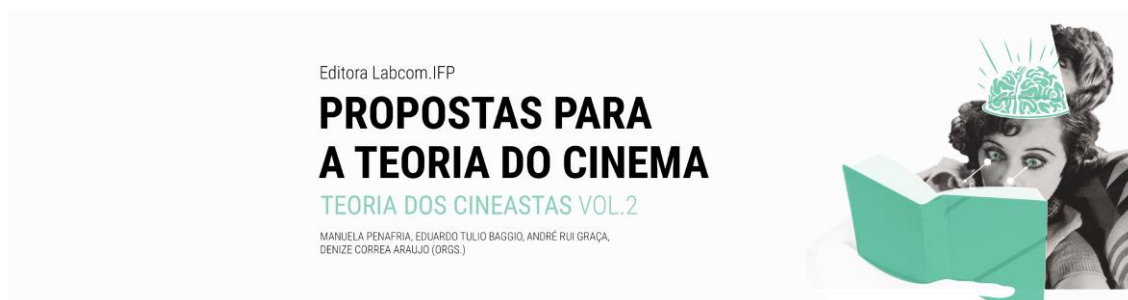 Editora Labcom.IFP
PROPOSTAS PARA
A TEORIA DO CINEMA
TEORIA DOS CINEASTAS VOL.2
MANUELA PENAFRIA, EDUARDO TULIO BAGGIO, ANDRÉ RUI GRAÇA,
DENIZE CORREA ARAUJO (ORGS.)